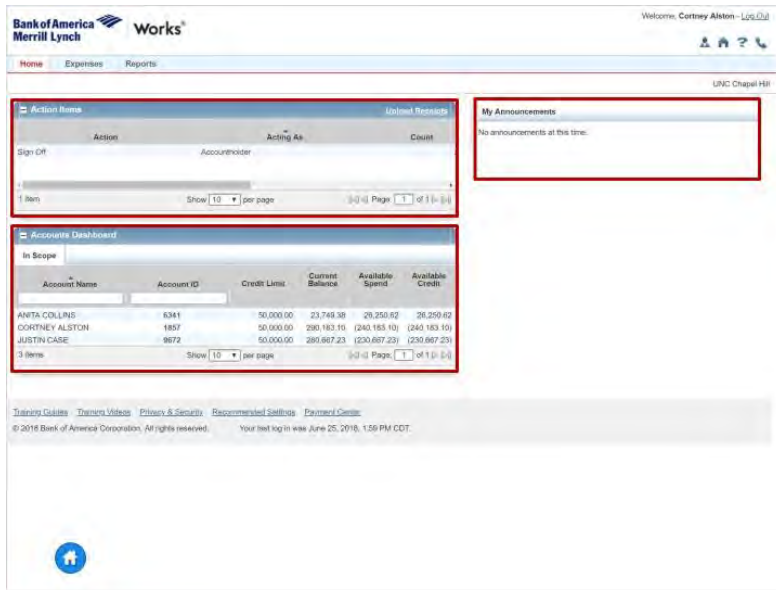 Welcome, Cortney Alston - Log Out
Bank of America
Merrill Lynch
Works®
Home Expenses Reports
UNC Chapel Hill
Action Items Upload Receipts
Action Acting As Count
Sign Off Accountholder
1 item Show 10 per page Page 1 of 1
My Announcements
No announcements at this time.
Accounts Dashboard
In Scope
Account Name Account ID Credit Limit Current Balance Available Spend Available Credit
ANITA COLLINS 6341 50,000.00 23,749.38 26,250.62 26,250.62
CORTNEY ALSTON 1857 50,000.00 290,183.10 (240,183.10) (240,183.10)
JUSTIN CASE 9672 50,000.00 280,667.23 (230,667.23) (230,667.23)
3 items Show 10 per page Page 1 of 1
Training Guides Training Videos Privacy & Security Recommended Settings Payment Center
© 2018 Bank of America Corporation. All rights reserved. Your last log in was June 25, 2018, 1:59 PM CDT.